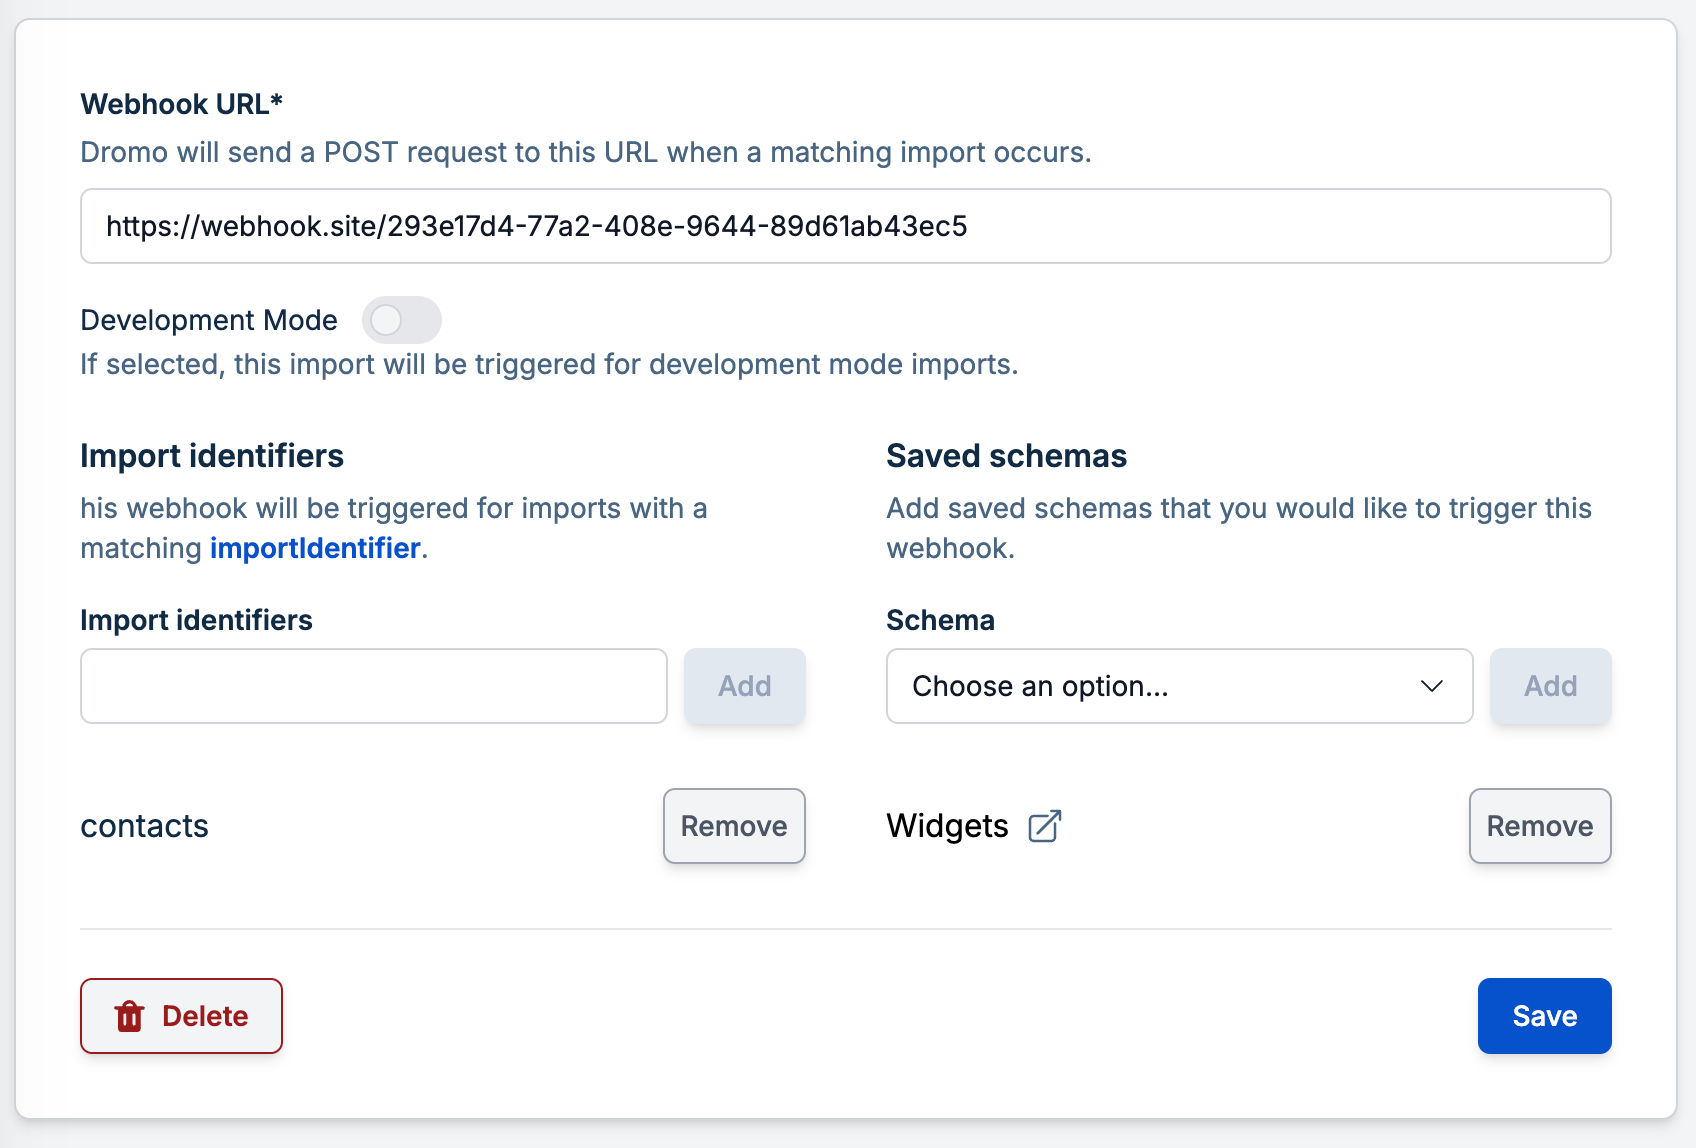 Webhook URL*
Dromo will send a POST request to this URL when a matching import occurs.
https://webhook.site/293e17d4-77a2-408e-9644-89d61ab43ec5
Development Mode
If selected, this import will be triggered for development mode imports.
Import identifiers
his webhook will be triggered for imports with a
matching importIdentifier.
Import identifiers
Add
contacts
Remove
Saved schemas
Add saved schemas that you would like to trigger this
webhook.
Schema
Choose an option...
Add
Widgets
Remove
Delete
Save